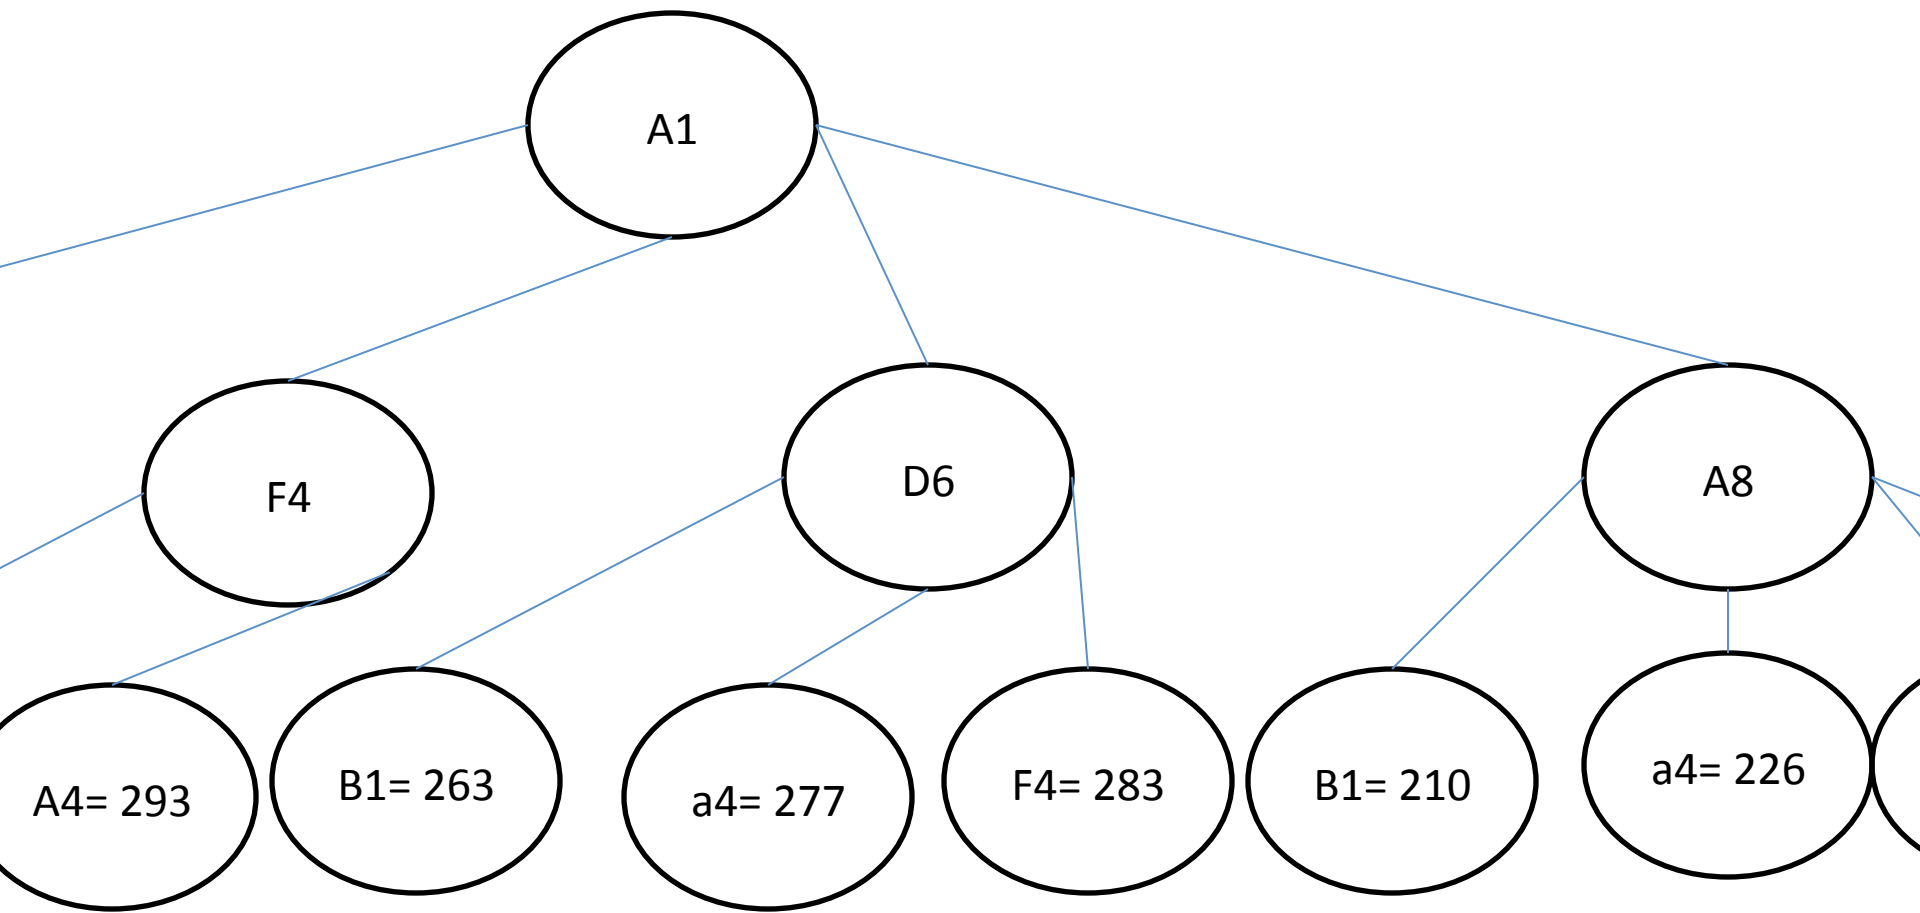 A1
F4
D6
A8
A4= 293
B1= 263
a4= 277
F4= 283
B1= 210
a4= 226